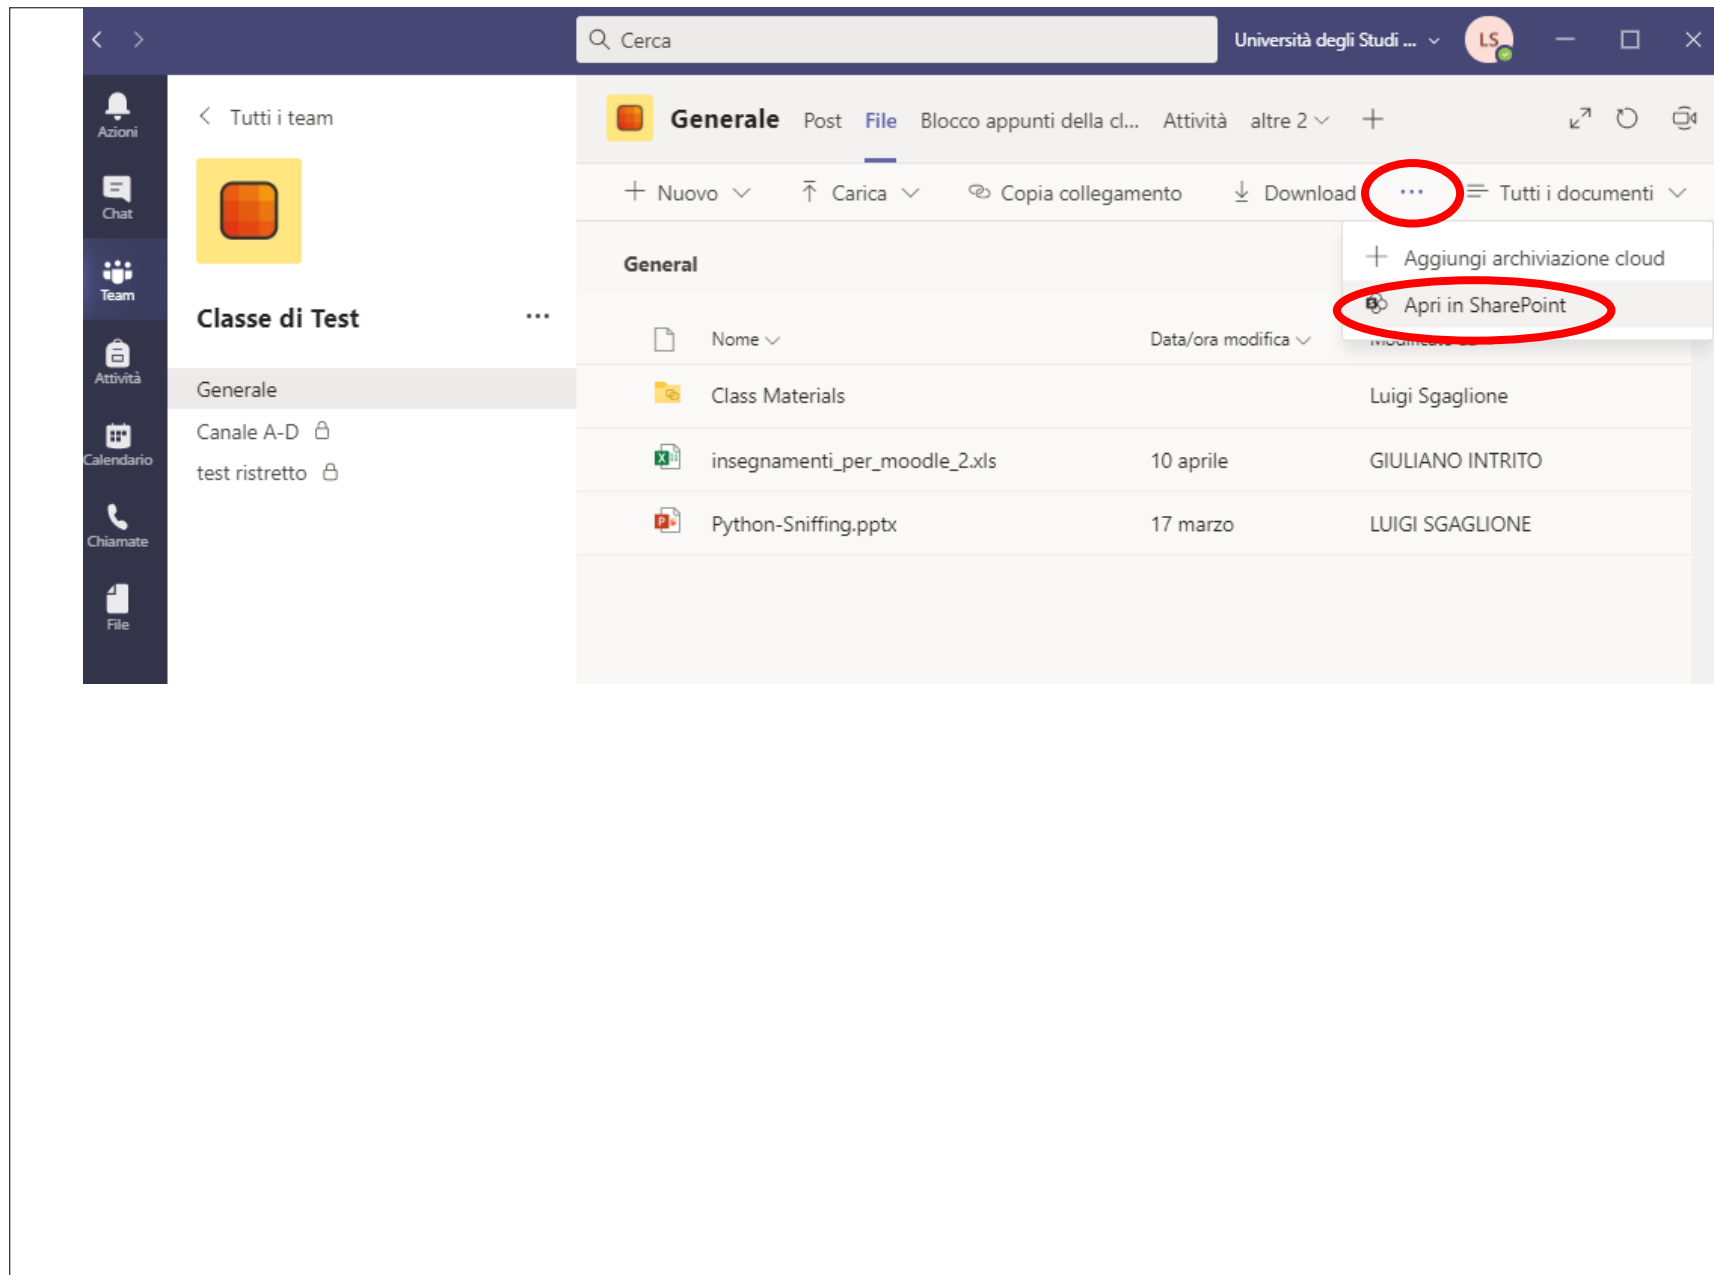 Cerca
Università degli Studi ...
LS
Azioni
Chat
Team
Attività
Calendario
Chiamate
File
Tutti i team
Classe di Test
...
Generale
Canale A-D
test ristretto
Generale Post File Blocco appunti della cl... Attività altre 2 +
+ Nuovo Carica Copia collegamento Download ... Tutti i documenti
+ Aggiungi archiviazione cloud
Apri in SharePoint
General
Nome Data/ora modifica
Class Materials Luigi Sgaglione
insegnamenti_per_moodle_2.xls 10 aprile GIULIANO INTRITO
Python-Sniffing.pptx 17 marzo LUIGI SGAGLIONE